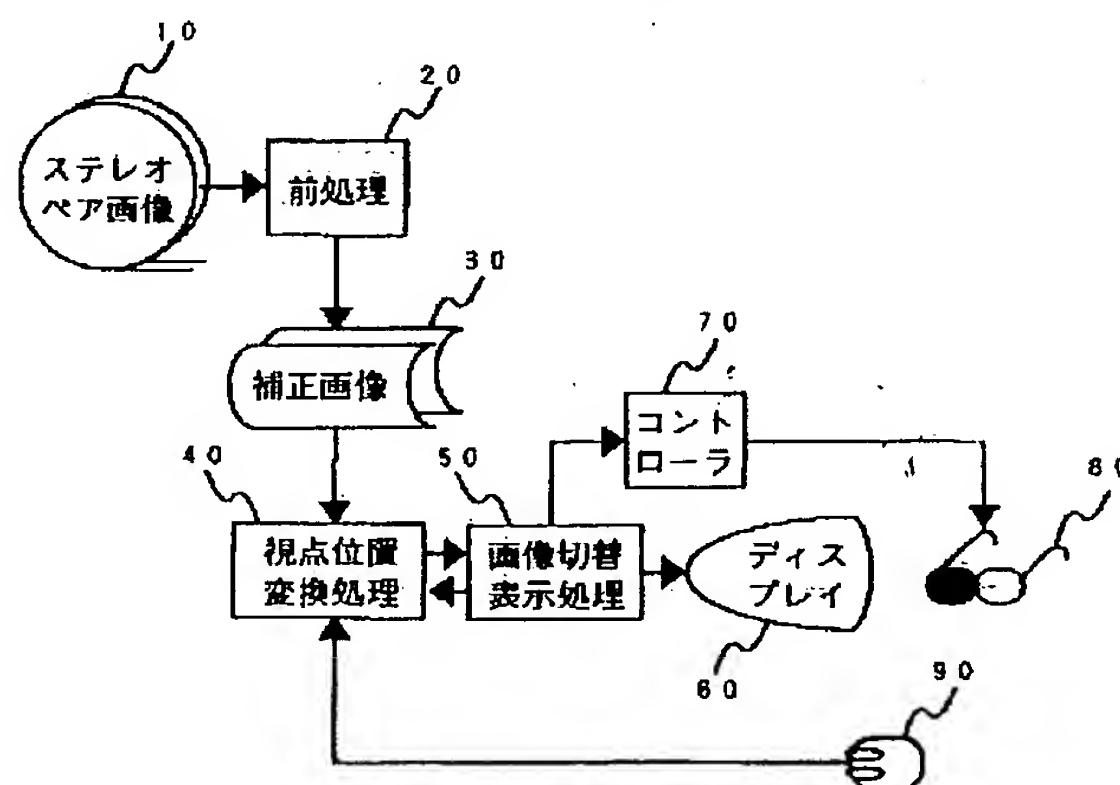 10
20
ステレオ
ペア画像
前処理
30
補正画像
70
コント
ローラ
40
50
80
視点位置
変換処理
画像切替
表示処理
ディス
プレイ
60
90